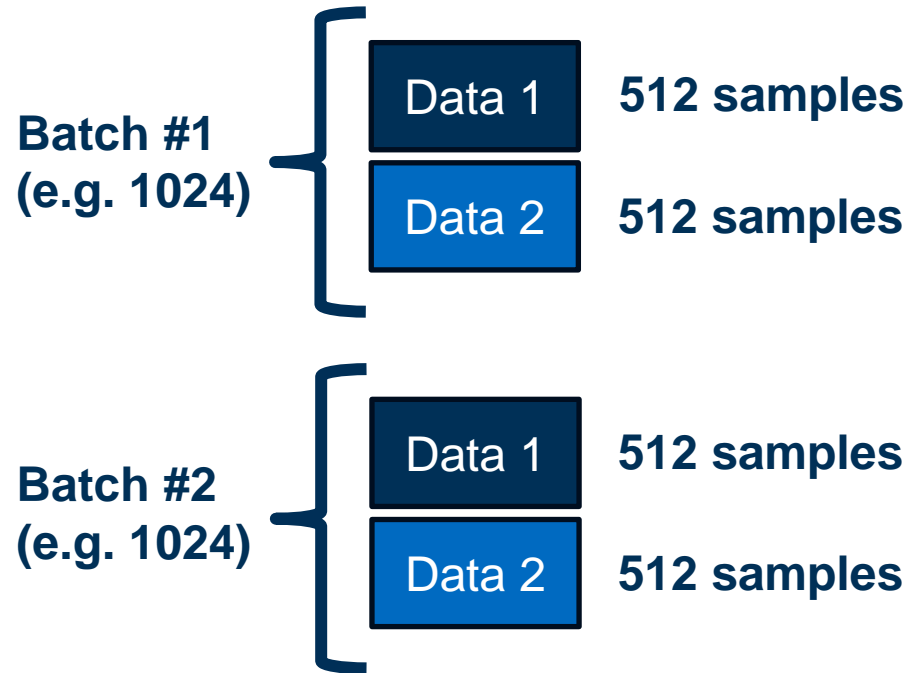 Data 1
512 samples
Batch #1
(e.g. 1024)
Data 2
512 samples
Data 1
512 samples
Batch #2
(e.g. 1024)
Data 2
512 samples